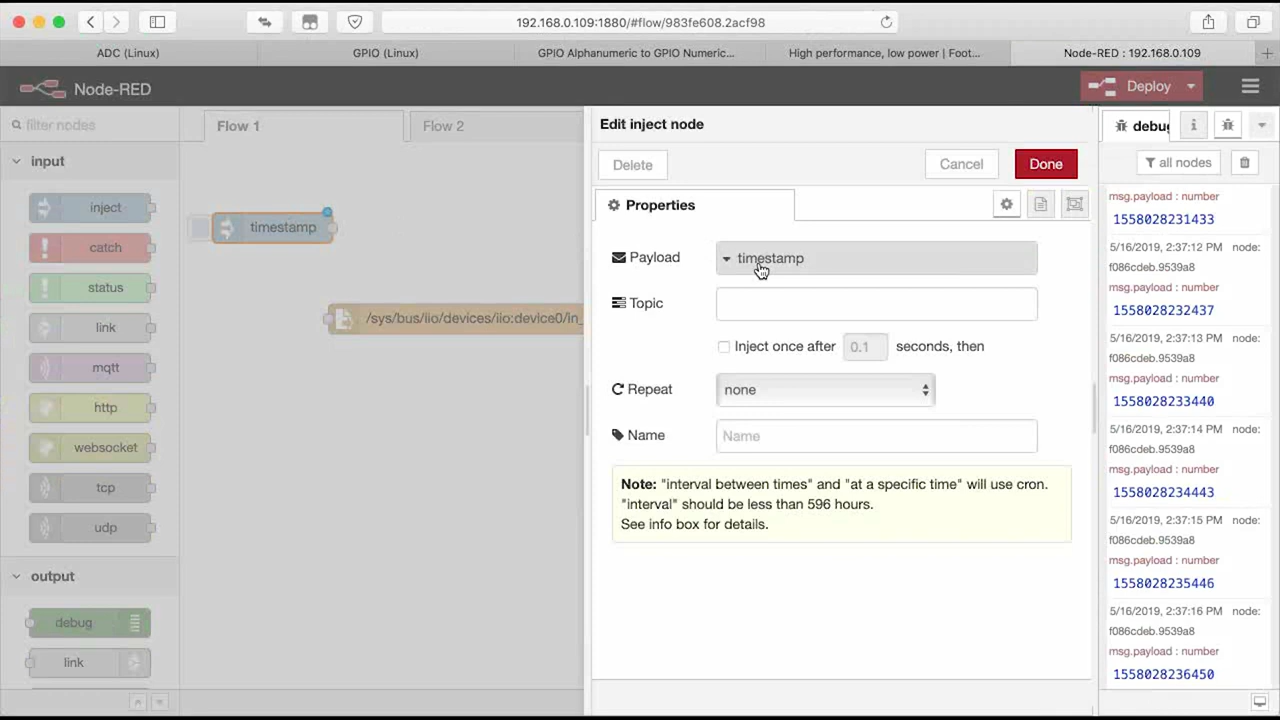 192.168.0.109:1880/#flow/983fe608.2acf98
ADC (Linux)
GPIO (Linux)
GPIO Alphanumeric to GPIO Numeric...
High performance, low power | Foot...
Node-RED : 192.168.0.109
Node-RED
Deploy
filter nodes
input
inject
catch
status
link
mqtt
http
websocket
tcp
udp
output
debug
link
Flow 1
Flow 2
timestamp
/sys/bus/iio/devices/iio:device0/in_
Edit inject node
Delete
Cancel
Done
Properties
Payload
timestamp
Topic
Inject once after 0.1 seconds, then
Repeat
none
Name
Name
Note: "interval between times" and "at a specific time" will use cron.
"interval" should be less than 596 hours.
See info box for details.
debug
i
all nodes
msg.payload : number
1558028231433
5/16/2019, 2:37:12 PM node:
f086cdeb.9539a8
msg.payload : number
1558028232437
5/16/2019, 2:37:13 PM node:
f086cdeb.9539a8
msg.payload : number
1558028233440
5/16/2019, 2:37:14 PM node:
f086cdeb.9539a8
msg.payload : number
1558028234443
5/16/2019, 2:37:15 PM node:
f086cdeb.9539a8
msg.payload : number
1558028235446
5/16/2019, 2:37:16 PM node:
f086cdeb.9539a8
msg.payload : number
1558028236450